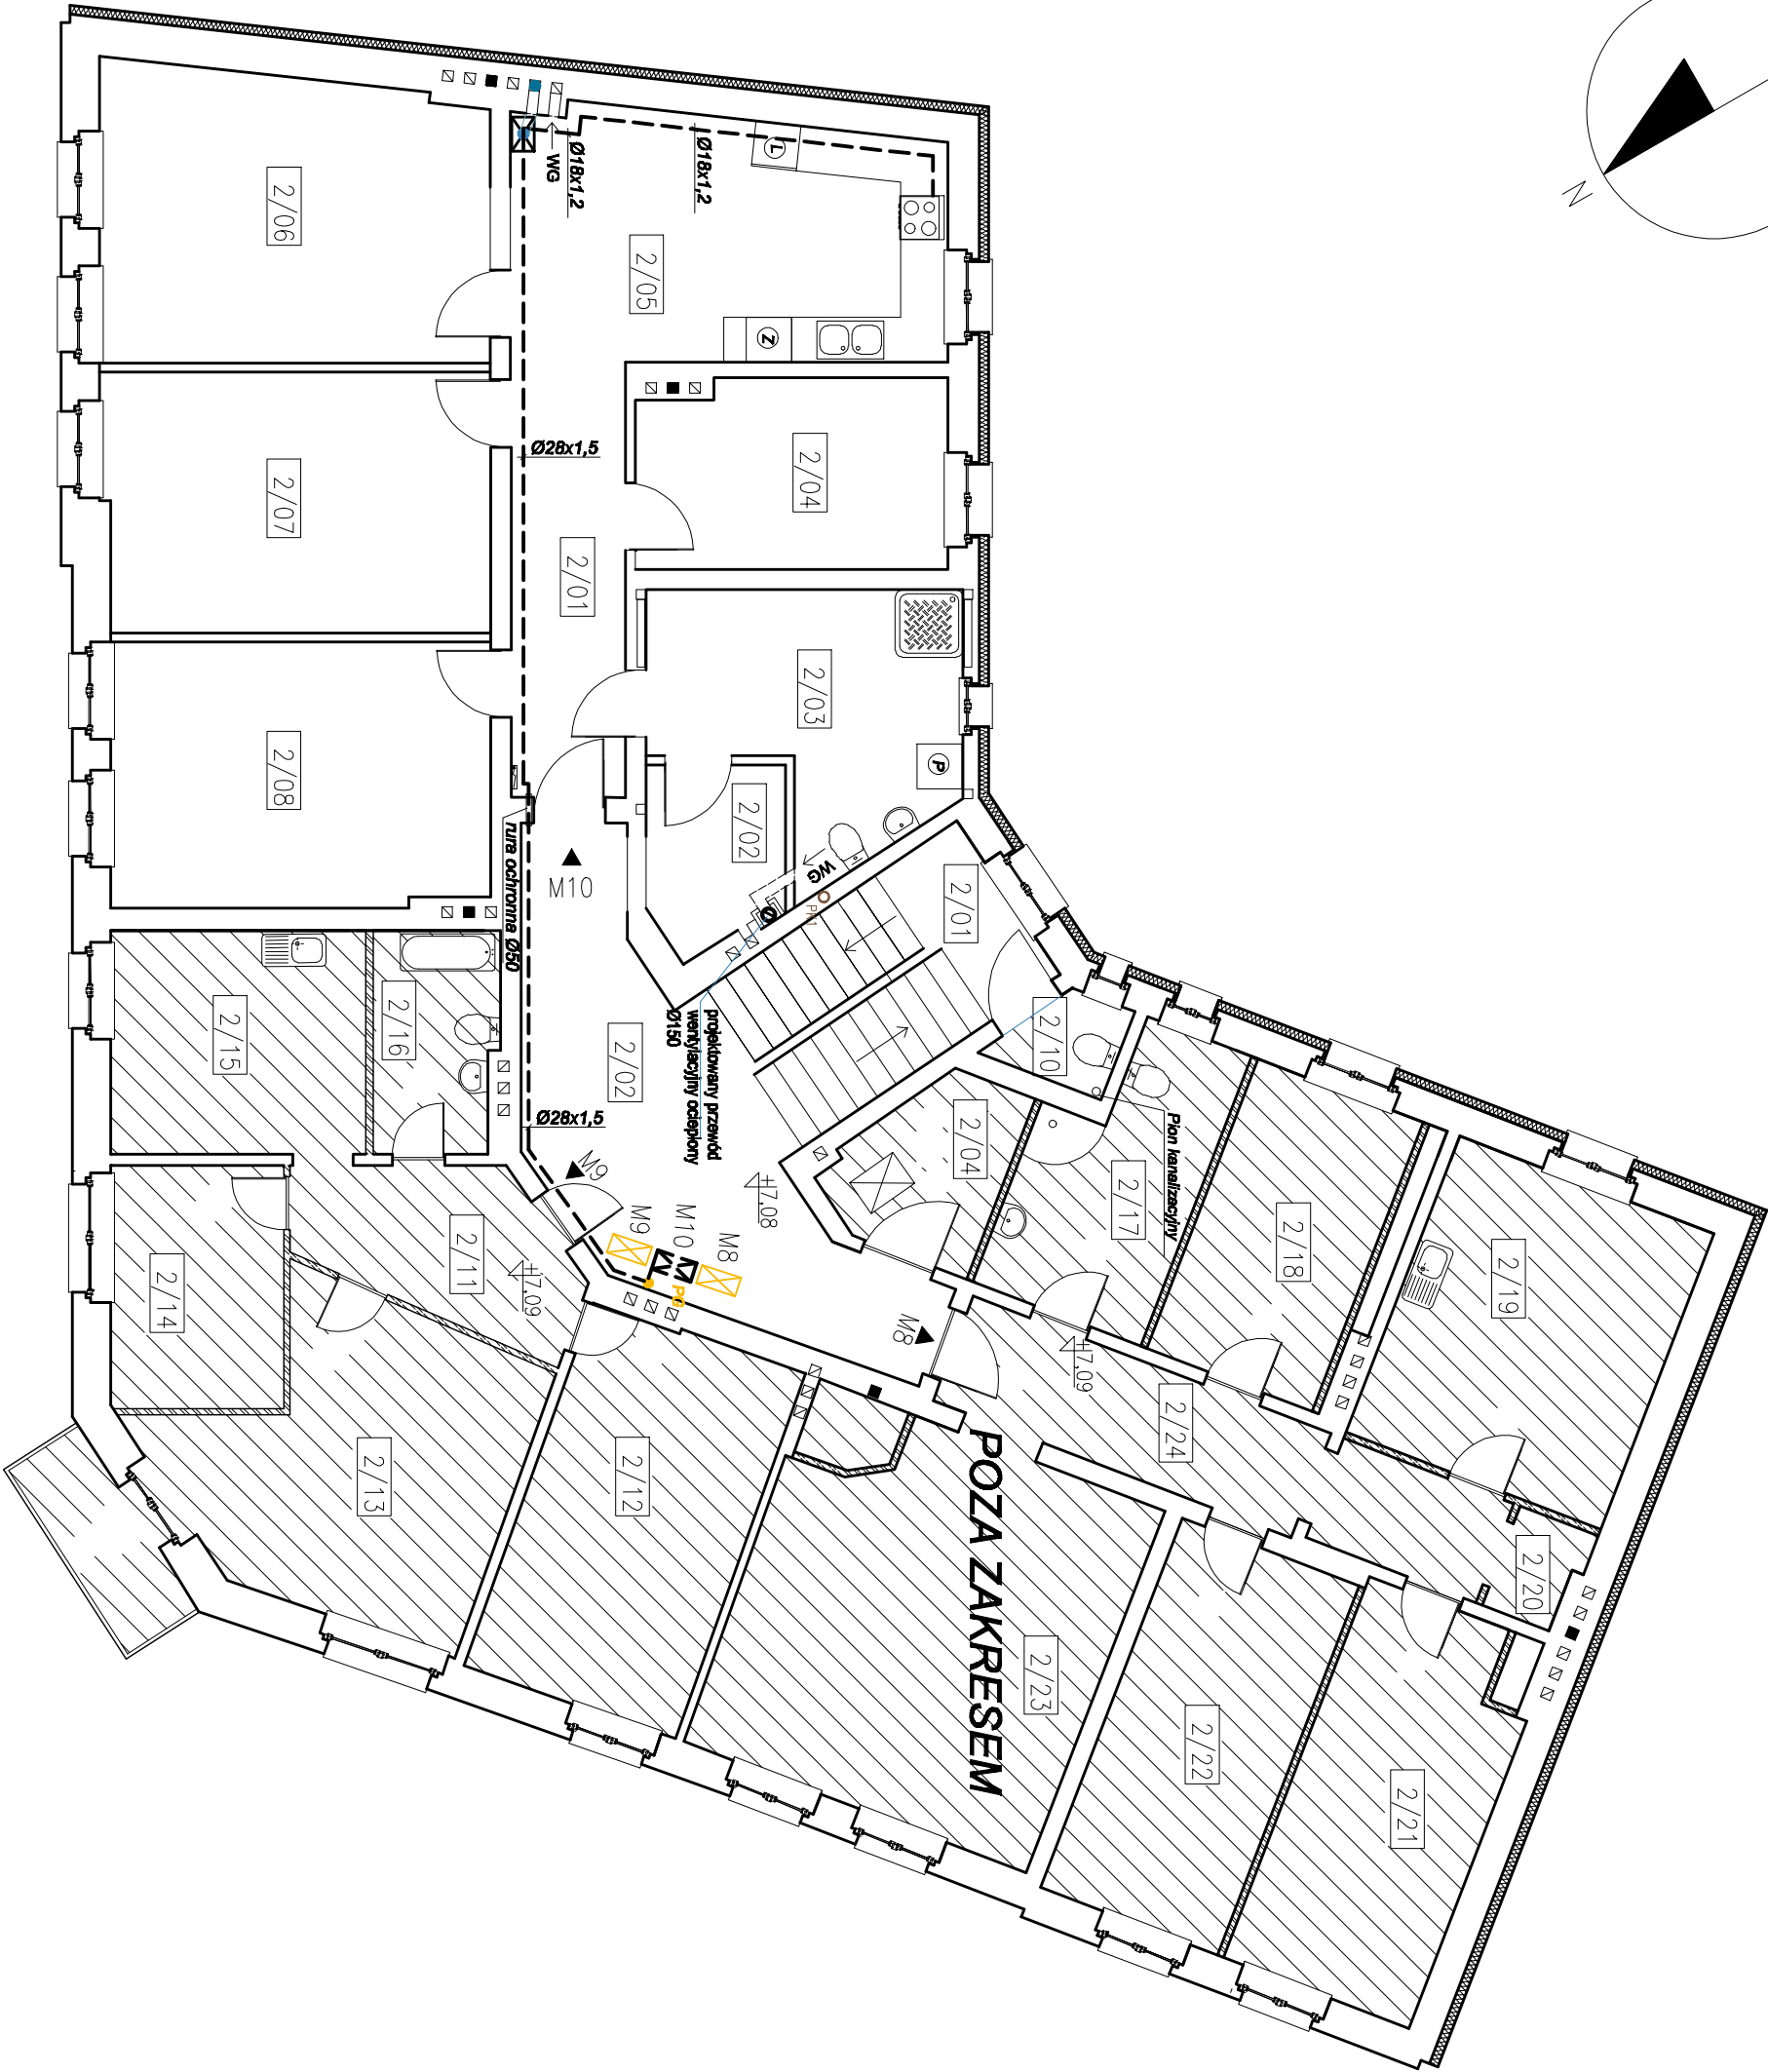 N
2/06
WG
Ø18x1,2
Ø18x1,2
L
2/05
Z
2/07
Ø28x1,5
2/04
2/01
2/08
2/03
P
2/02
M10
WG
Ø
2/01
rura ochronna Ø50
projektowany przewód
wentylacyjny ocieplony
Ø150
2/15
2/16
2/02
2/10
Ø28x1,5
2/04
Pion kanalizacyjny
2/17
2/18
2/19
M9
+7,08
M9
M10
M8
PG
2/14
2/11
+7,09
M8
+7,09
2/24
2/13
2/12
POZA ZAKRESEM
2/20
2/23
2/22
2/21